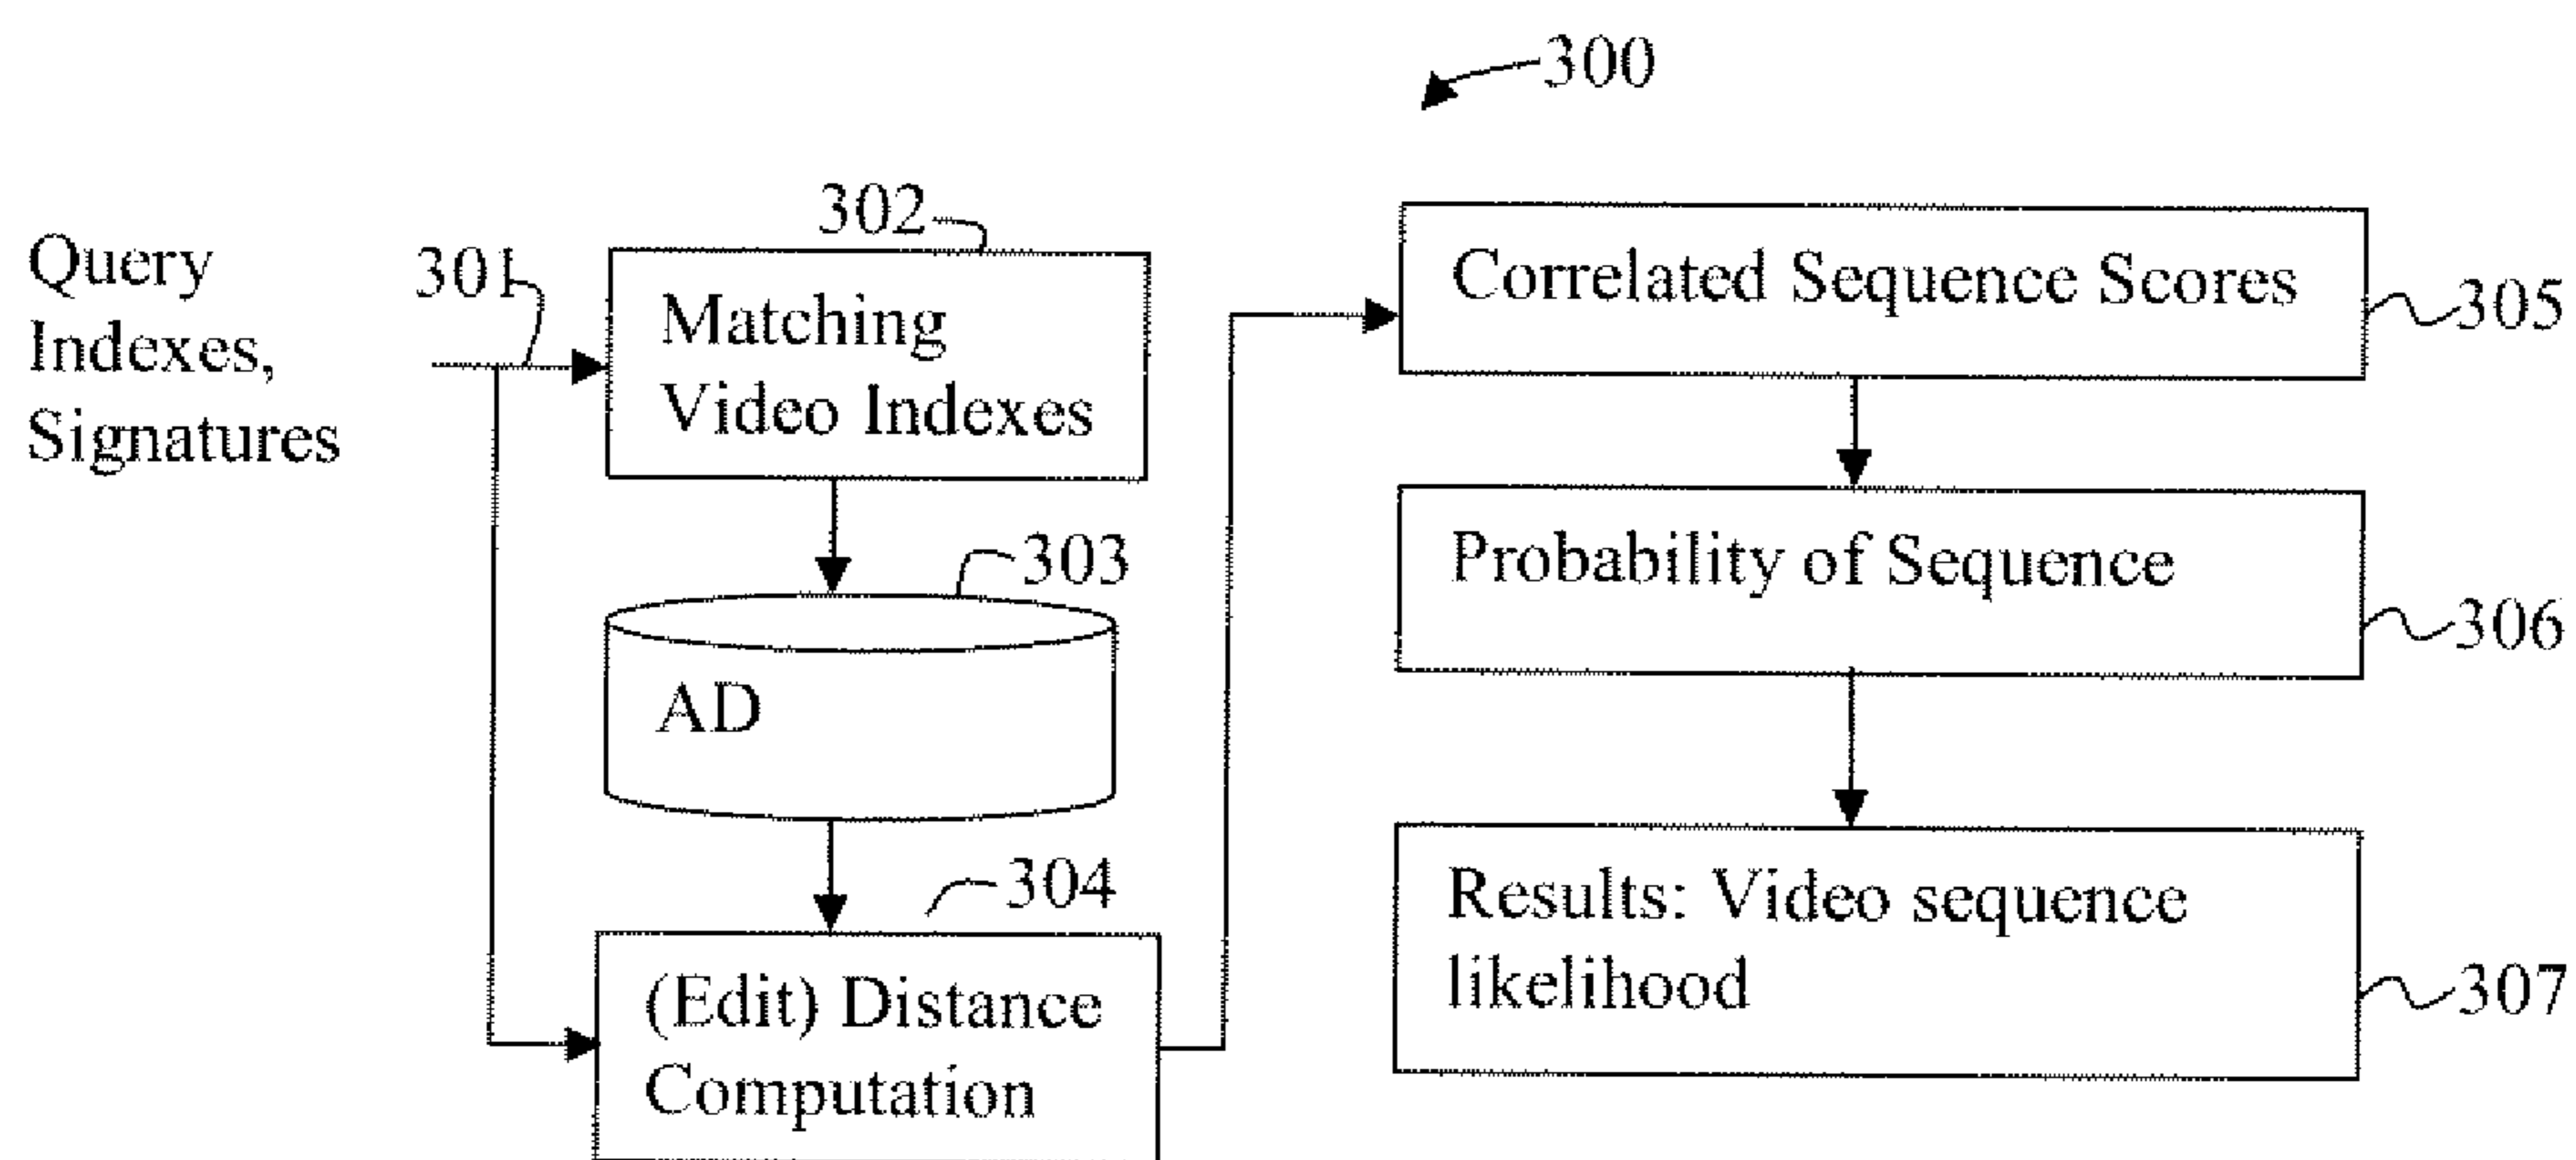 300
Query
Indexes,
Signatures
301
302
Matching
Video Indexes
303
AD
304
(Edit) Distance
Computation
Correlated Sequence Scores
305
Probability of Sequence
306
Results: Video sequence
likelihood
307